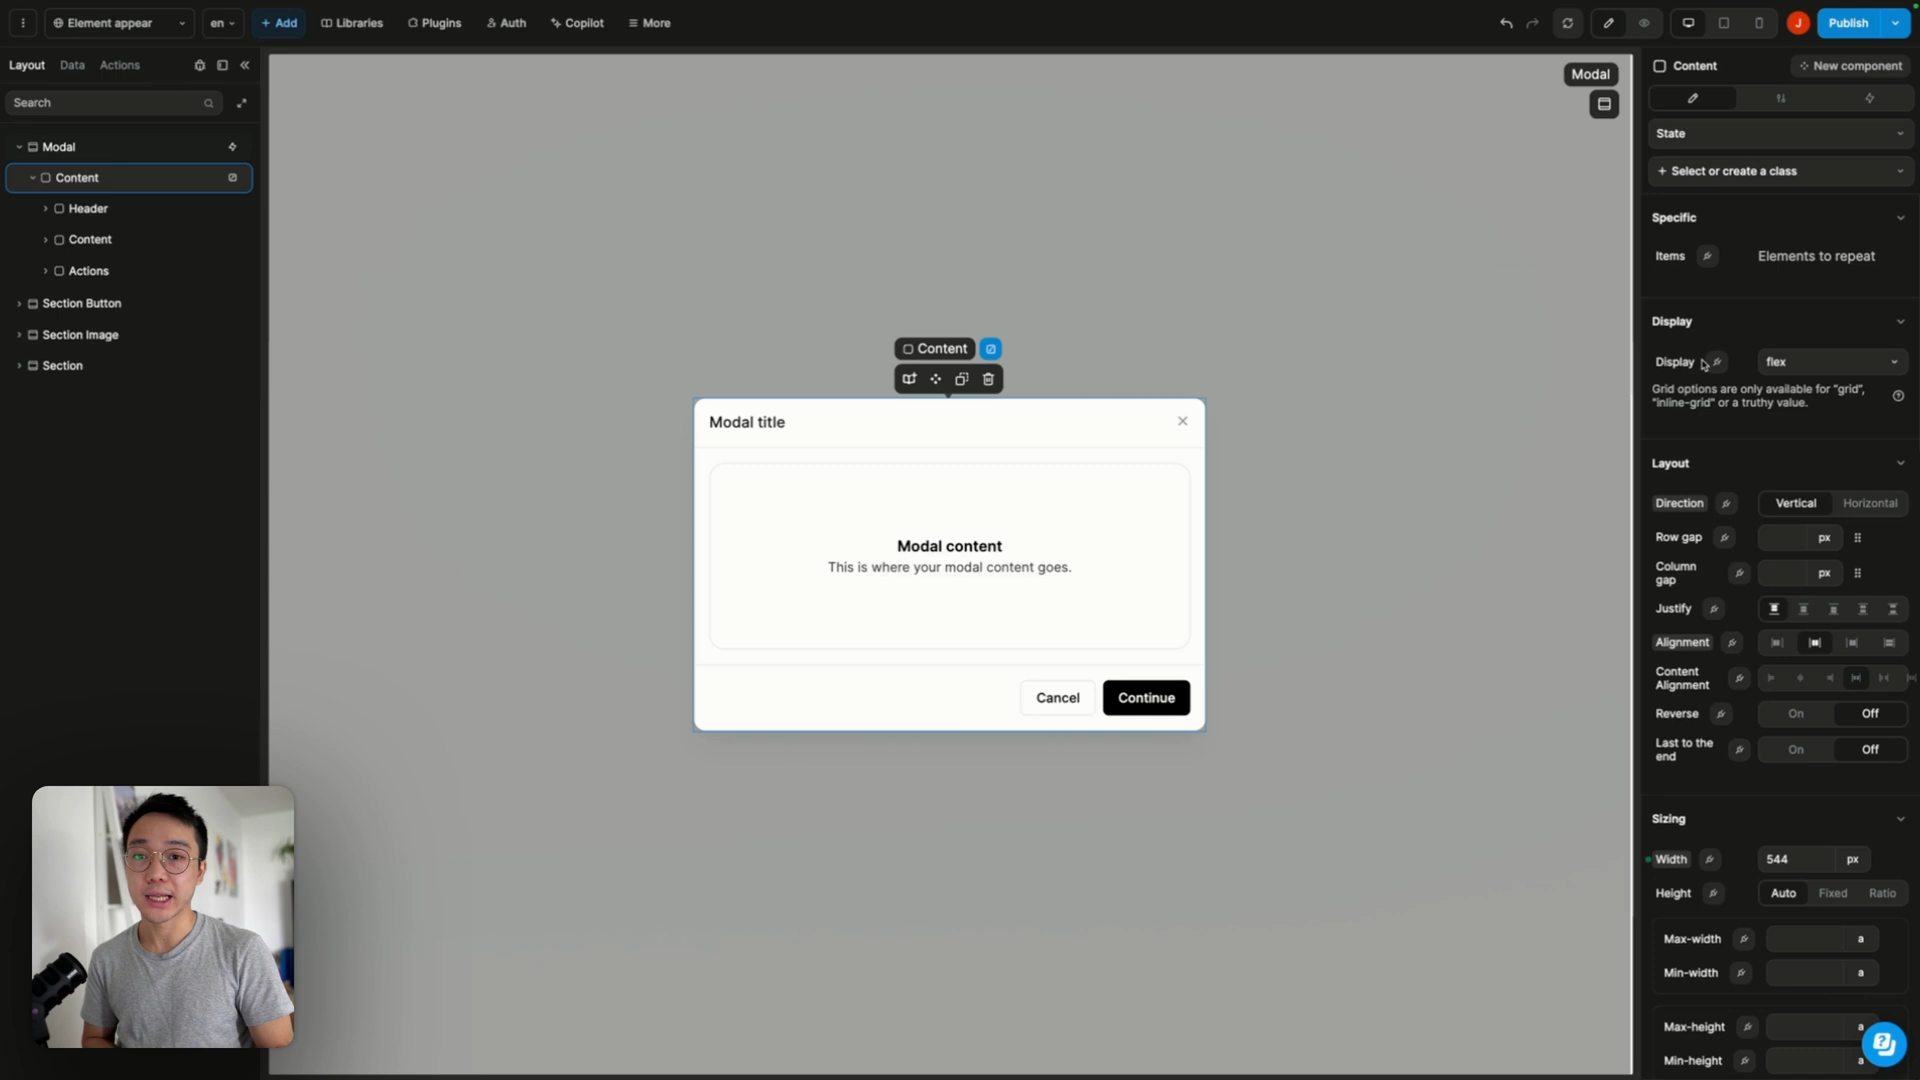 Element appear
en
+ Add
Libraries
Plugins
Auth
Copilot
More
J
Publish
Layout
Data
Actions
Search
Modal
Content
Header
Content
Actions
Section Button
Section Image
Section
Modal
Content
Modal title
Modal content
This is where your modal content goes.
Cancel
Continue
Content
New component
State
+ Select or create a class
Specific
Items
Elements to repeat
Display
Display
flex
Grid options are only available for "grid",
"inline-grid" or a truthy value.
Layout
Direction
Vertical
Horizontal
Row gap
px
Column
gap
px
Justify
Alignment
Content
Alignment
Reverse
On
Off
Last to the
end
On
Off
Sizing
Width
544
px
Height
Auto
Fixed
Ratio
Max-width
a
Min-width
a
Max-height
a
Min-height
a